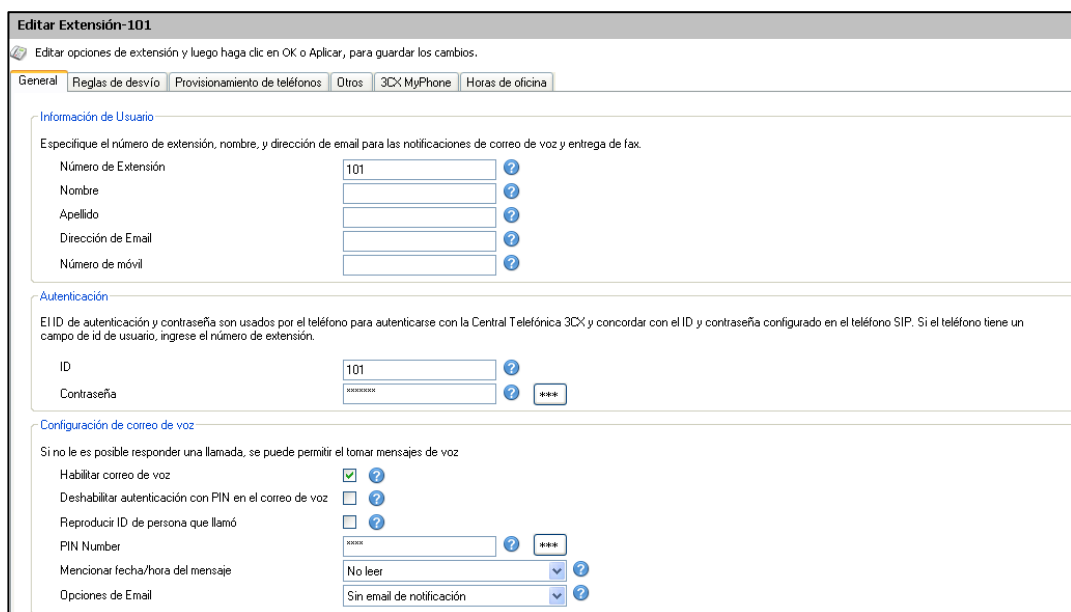 Editar Extensión-101
Editar opciones de extensión y luego haga clic en OK o Aplicar, para guardar los cambios.
General Reglas de desvío Provisionamiento de teléfonos Otros 3CX MyPhone Horas de oficina
Información de Usuario
Especifique el número de extensión, nombre, y dirección de email para las notificaciones de correo de voz y entrega de fax.
Número de Extensión 101
Nombre
Apellido
Dirección de Email
Número de móvil
Autenticación
El ID de autenticación y contraseña son usados por el teléfono para autenticarse con la Central Telefónica 3CX y concordar con el ID y contraseña configurado en el teléfono SIP. Si el teléfono tiene un
campo de id de usuario, ingrese el número de extensión.
ID 101
Contraseña ******* ***
Configuración de correo de voz
Si no le es posible responder una llamada, se puede permitir el tomar mensajes de voz
Habilitar correo de voz
Deshabilitar autenticación con PIN en el correo de voz
Reproducir ID de persona que llamó
PIN Number **** ***
Mencionar fecha/hora del mensaje No leer
Opciones de Email Sin email de notificación